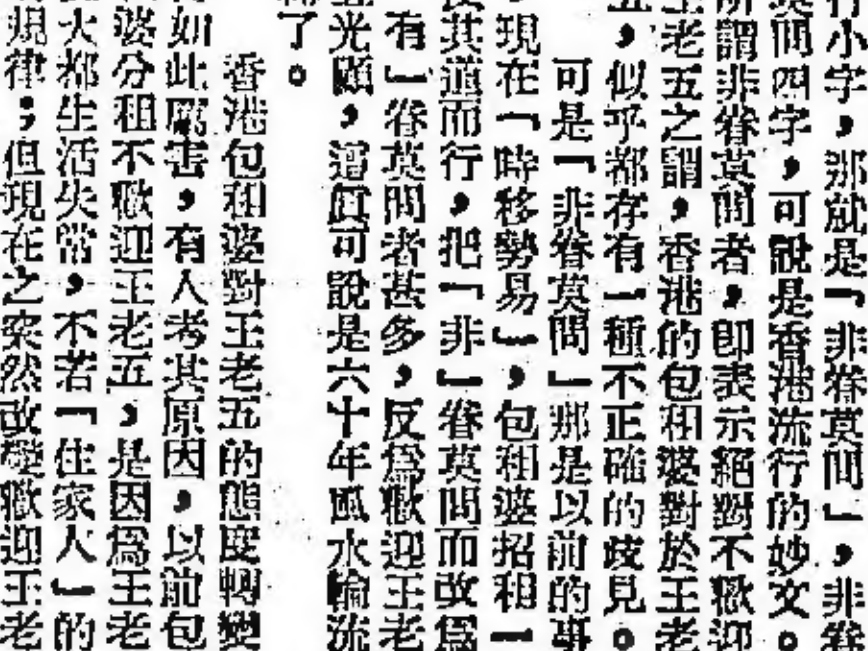 行小字，那就是「非眷莫問」，非眷
莫問四字，可說是香港流行的妙文。
所謂非眷莫問者，即表示絕對不歡迎
王老五之謂，香港的包租婆對於王老
五，似乎都存有一種不正確的歧見。
可是「非眷莫問」那是以前的事
現在「時移勢易」，包租婆招租一
其道而行，把「非」眷莫問而改爲
有」眷莫問者甚多，反爲歡迎王老
光顧，這真可說是六十年風水輪流
了。
香港包租婆對王老五的態度轉變
如此厲害，有人考其原因，以前包
婆分租不歡迎王老五，是因爲王老
大都生活失常，不若「住家人」的
規律；但現在之突然改變歡迎王老